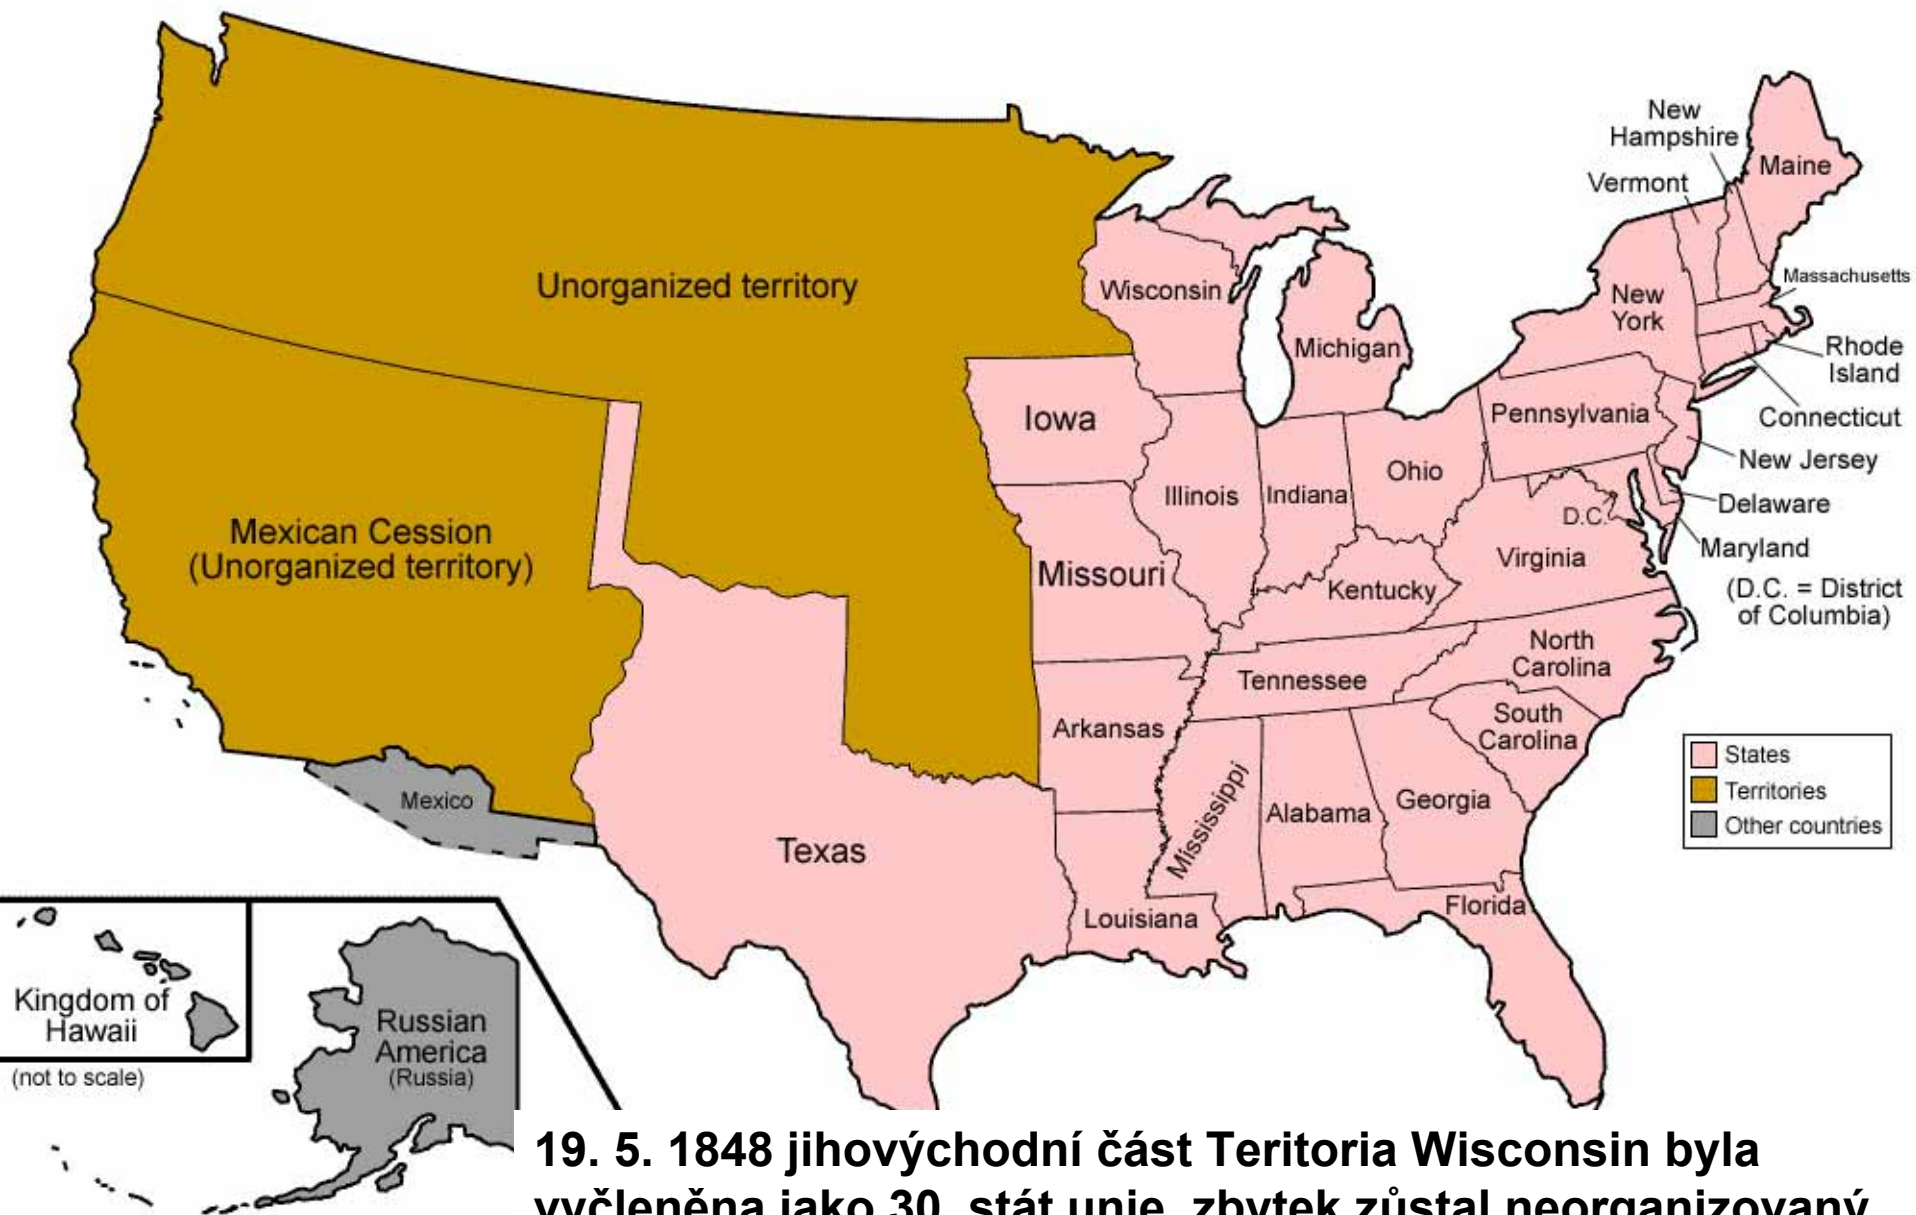 New
Hampshire
Maine
Vermont
Unorganized territory
Wisconsin
Massachusetts
New
York
Michigan
Rhode
Island
Iowa
Pennsylvania
Connecticut
Ohio
New Jersey
Illinois
Indiana
Delaware
D.C.
Mexican Cession
(Unorganized territory)
Virginia
Maryland
Missouri
Kentucky
(D.C. = District
of Columbia)
North
Carolina
Tennessee
Arkansas
South
Carolina
States
Territories
Other countries
Mexico
Mississippi
Alabama
Georgia
Texas
Louisiana
Florida
Kingdom of
Hawaii
(not to scale)
Russian
America
(Russia)
19. 5. 1848 jihovýchodní část Teritoria Wisconsin byla
vyčleněna jako 30. stát unie, zbytek zůstal neorganizovaný